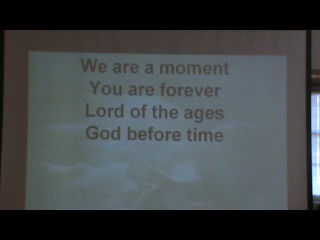 We are a moment
You are forever
Lord of the ages
God before time